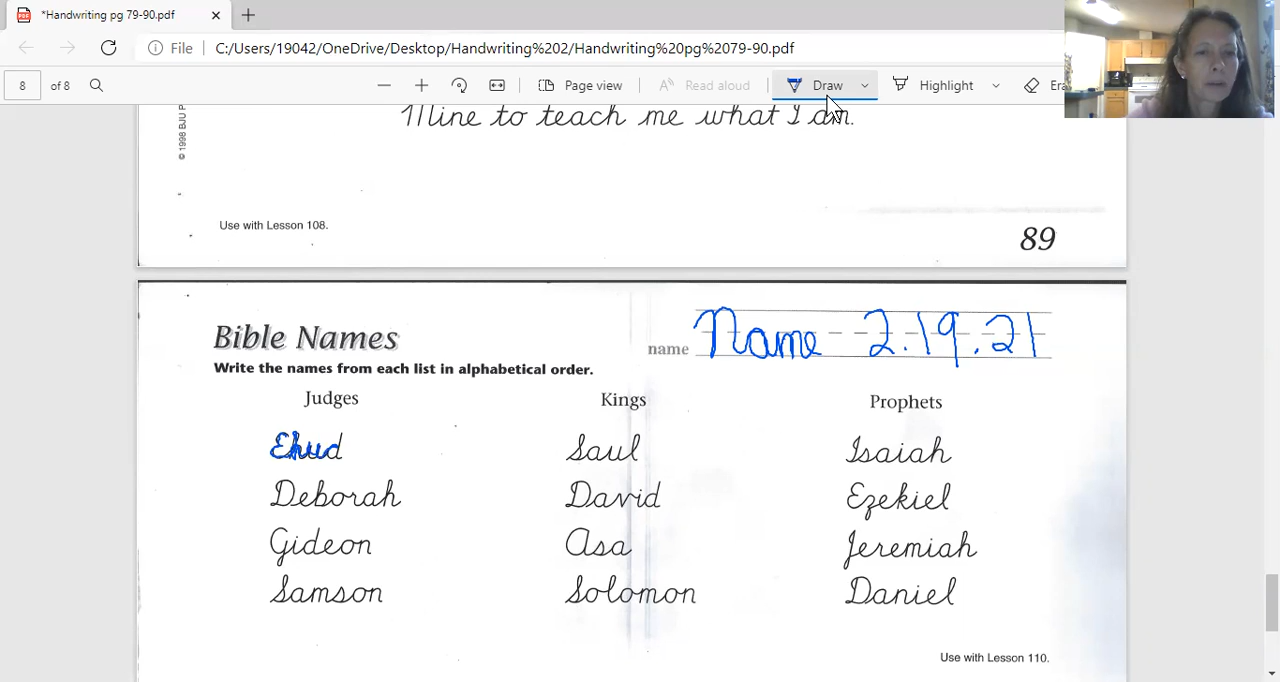 *Handwriting pg 79-90.pdf
File C:/Users/19042/OneDrive/Desktop/Handwriting%202/Handwriting%20pg%2079-90.pdf
8 of 8 Page view Read aloud Draw Highlight Era
Mine to teach me what I am.
© 1998 BJU P
Use with Lesson 108.
89
Bible Names
name Name 2.19.21
Write the names from each list in alphabetical order.
Judges Kings Prophets
Ehud Saul Isaiah
Deborah David Ezekiel
Gideon Asa Jeremiah
Samson Solomon Daniel
Use with Lesson 110.